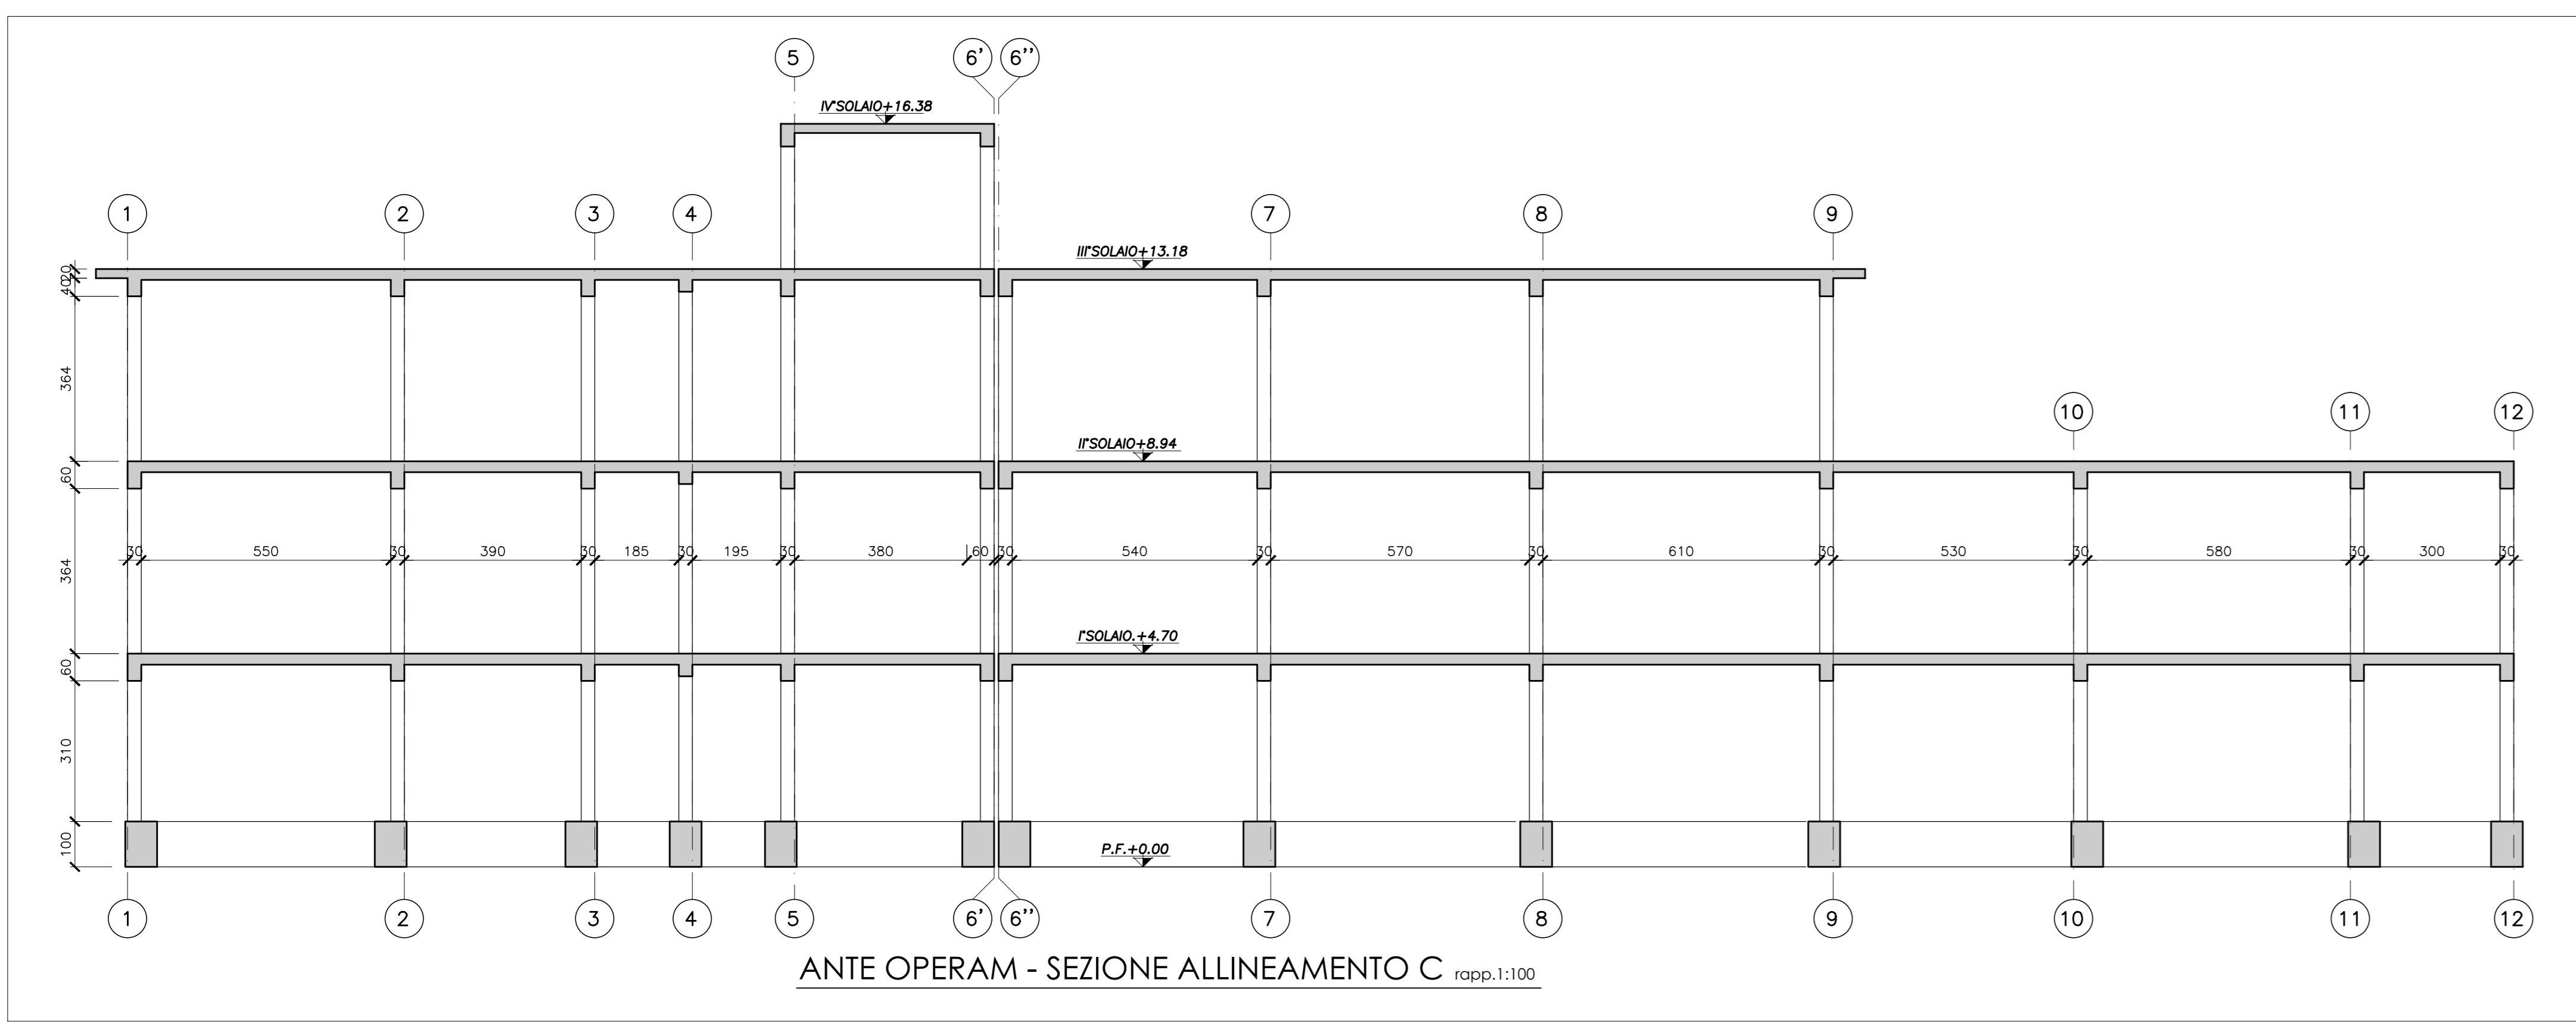 5 6' 6''
IV°SOLAIO+16.38
1 2 3 4 7 8 9
III°SOLAIO+13.18
20
40
364
10 11 12
II°SOLAIO+8.94
60
30 550 30 390 30 185 30 195 30 380 60 30 540 30 570 30 610 30 530 30 580 30 300 30
364
I°SOLAIO.+4.70
60
310
100
P.F.+0.00
1 2 3 4 5 6' 6'' 7 8 9 10 11 12
ANTE OPERAM - SEZIONE ALLINEAMENTO C rapp.1:100